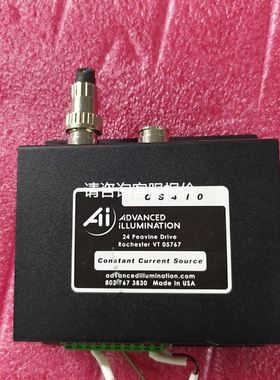 CS410
请咨询客服报价
Ai ADVANCED
ILLUMINATION
24 Peavine Drive
Rochester VT 05767
Constant Current Source
advancedillumination.com
802 767 3830 Made In USA